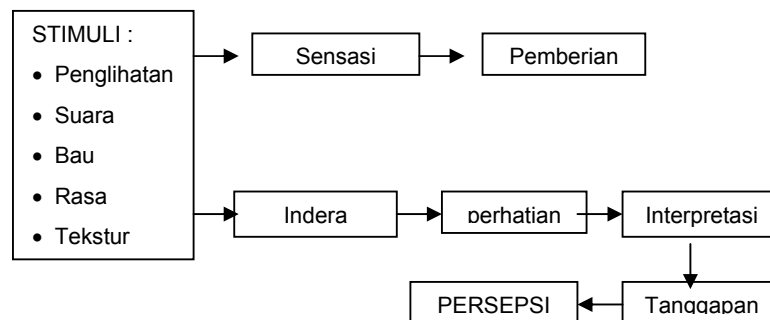 STIMULI :
• Penglihatan
• Suara
• Bau
• Rasa
• Tekstur
Sensasi
Pemberian
Indera
perhatian
Interpretasi
Tanggapan
PERSEPSI